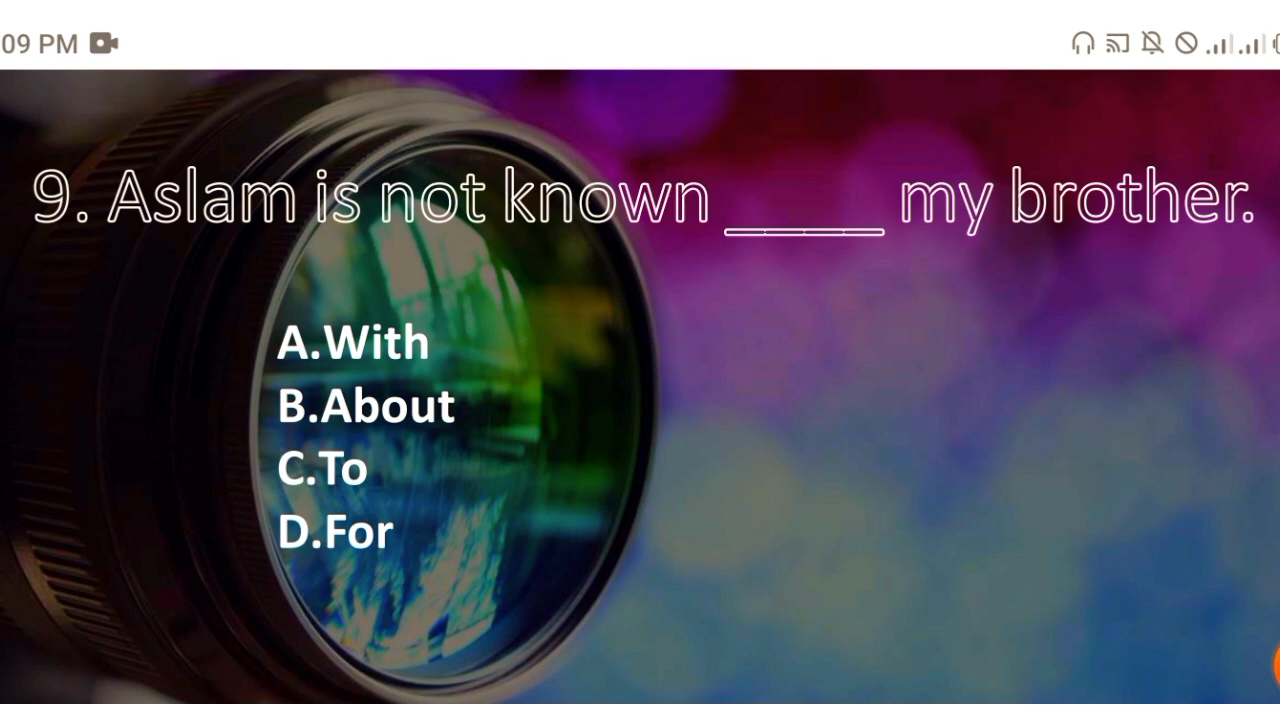 09 PM
9. Aslam is not known ____ my brother.
A.With
B.About
C.To
D.For